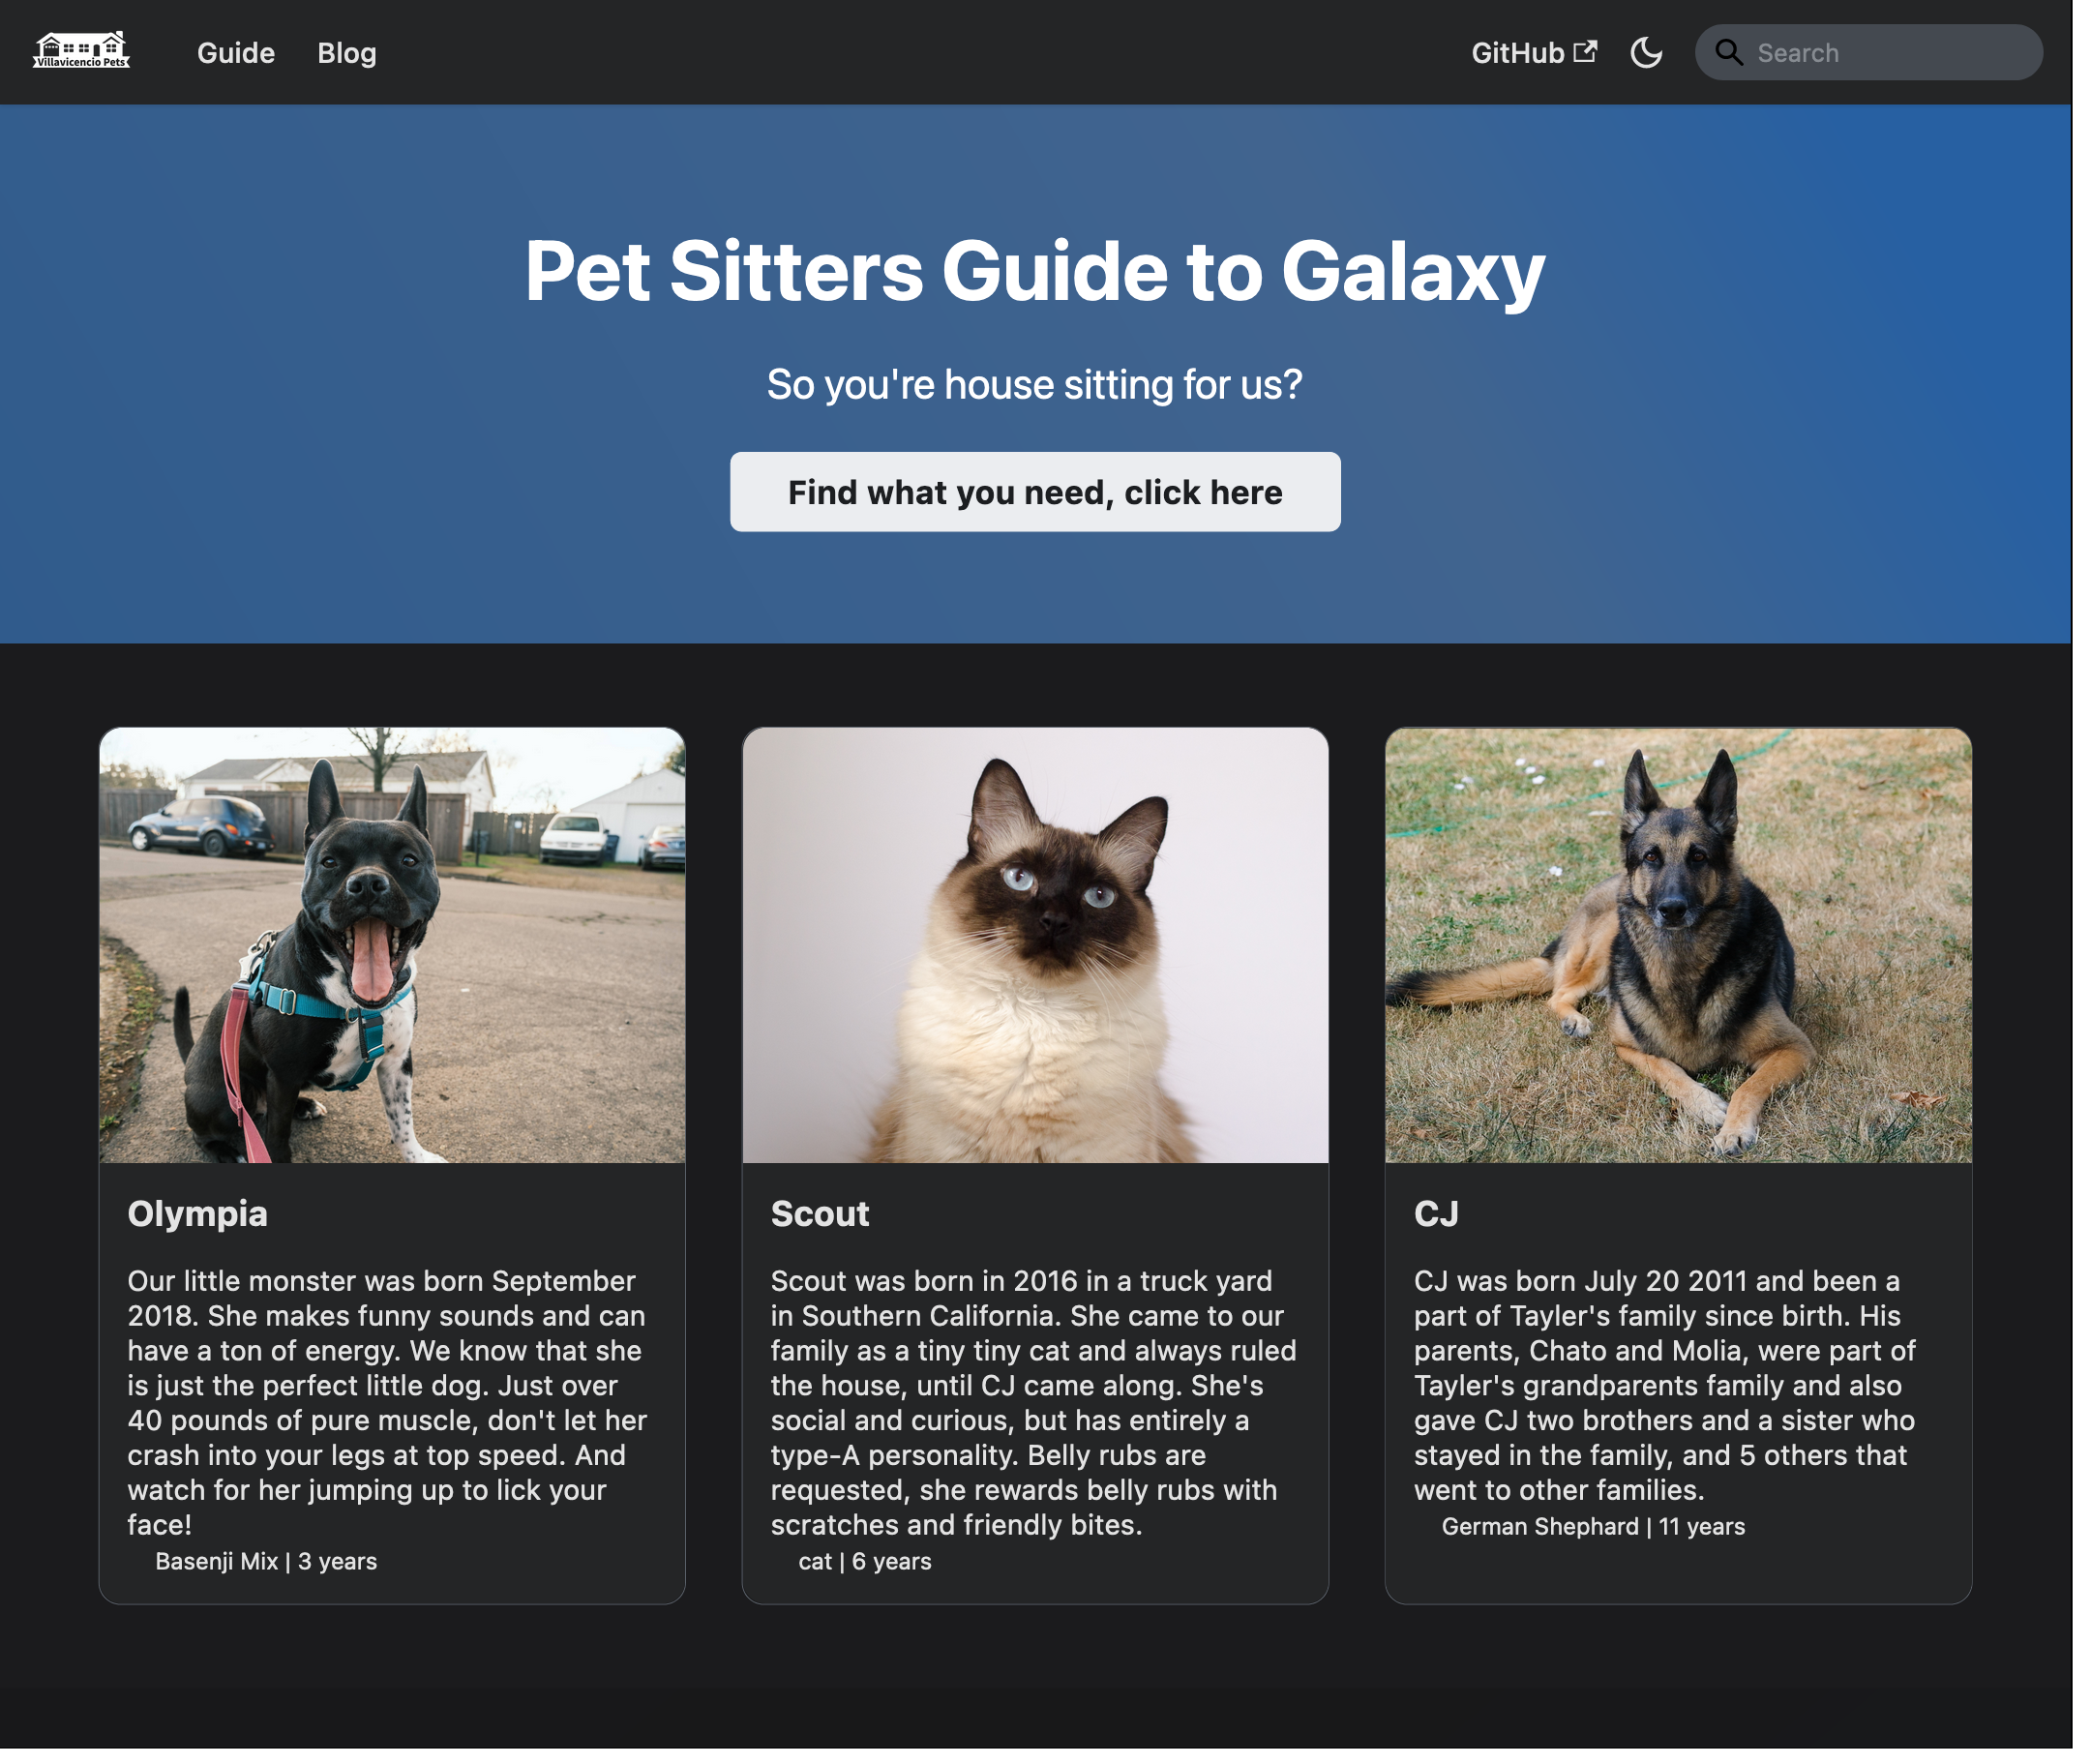 Villavicencio Pets
Guide
Blog
GitHub
Search
Pet Sitters Guide to Galaxy
So you're house sitting for us?
Find what you need, click here
Olympia
Our little monster was born September
2018. She makes funny sounds and can
have a ton of energy. We know that she
is just the perfect little dog. Just over
40 pounds of pure muscle, don't let her
crash into your legs at top speed. And
watch for her jumping up to lick your
face!
Basenji Mix | 3 years
Scout
Scout was born in 2016 in a truck yard
in Southern California. She came to our
family as a tiny tiny cat and always ruled
the house, until CJ came along. She's
social and curious, but has entirely a
type-A personality. Belly rubs are
requested, she rewards belly rubs with
scratches and friendly bites.
cat | 6 years
CJ
CJ was born July 20 2011 and been a
part of Tayler's family since birth. His
parents, Chato and Molia, were part of
Tayler's grandparents family and also
gave CJ two brothers and a sister who
stayed in the family, and 5 others that
went to other families.
German Shephard | 11 years